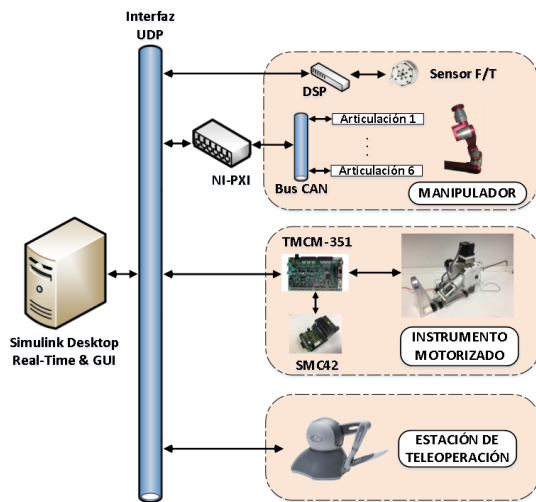 Interfaz
UDP
DSP
Sensor F/T
Articulación 1
NI-PXI
Articulación 6
Bus CAN
MANIPULADOR
TMCM-351
Simulink Desktop
Real-Time & GUI
SMC42
INSTRUMENTO
MOTORIZADO
ESTACIÓN DE
TELEOPERACIÓN